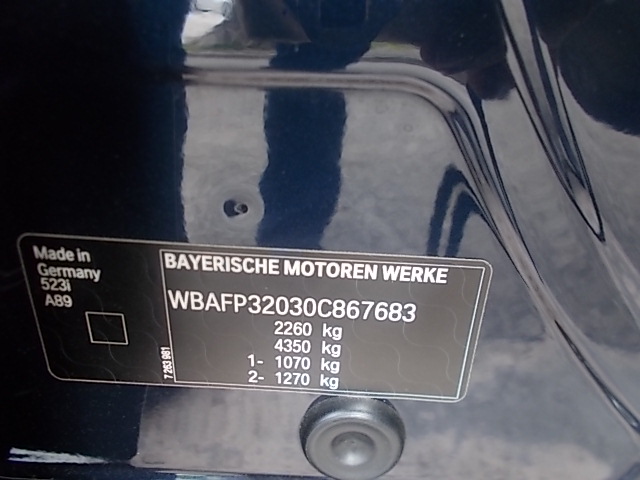 Made in
Germany
523i
A89
BAYERISCHE MOTOREN WERKE
WBAFP32030C867683
2260 kg
4350 kg
1- 1070 kg
2- 1270 kg
7 263 981